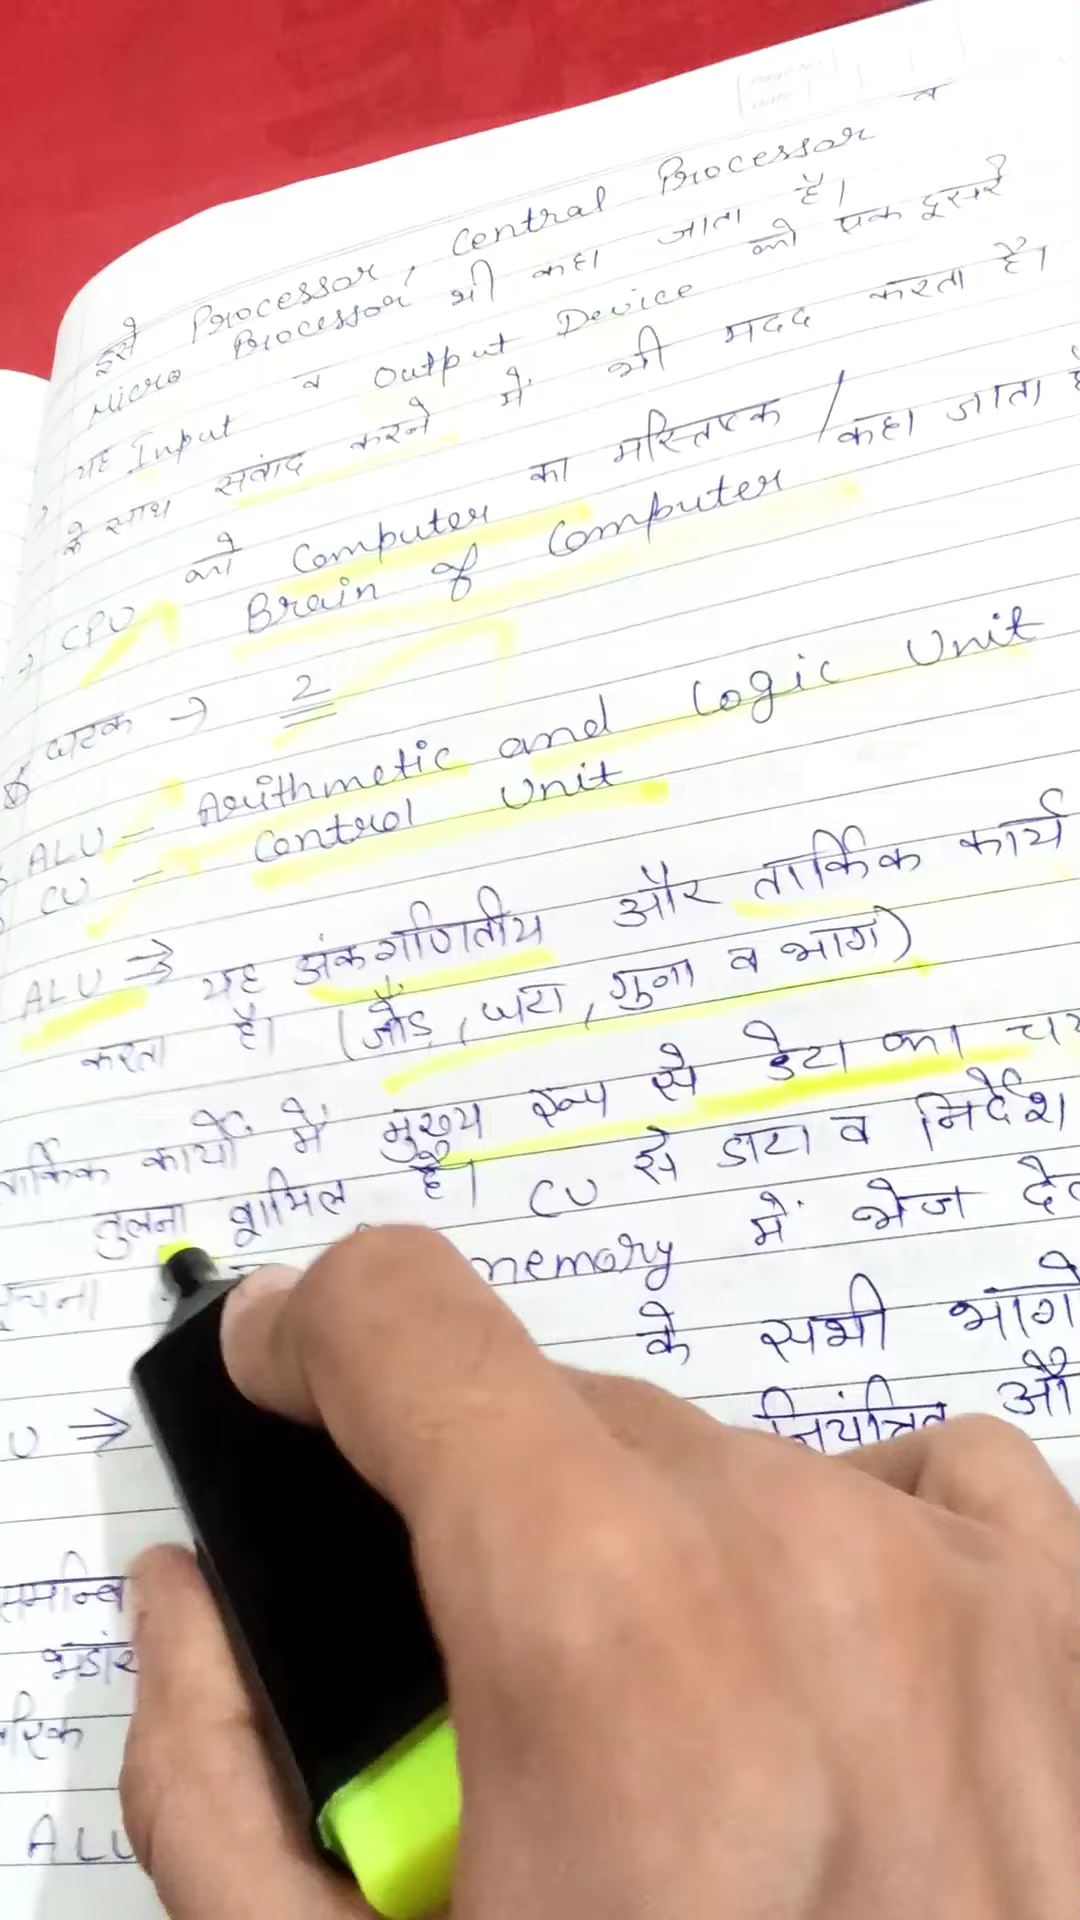 इसे Processor, Central Processor व
Micro Processor भी कहा जाता है।
यह Input व Output Device को एक दूसरे
के साथ सवांद करने में भी मदद करता है।
→ CPU को Computer का मस्तिष्क /
Brain of Computer कहा जाता है
घटक → 2
ALU – Arithmetic and Logic Unit
CU – Control Unit
ALU ⇒ यह अंकगणितीय और तार्किक कार्य
करता है। (जौड़, घटा, गुना व भाग)
तार्किक कार्यों में मुख्य रूप से डेटा का
तुलना शामिल है। CU से डाटा व निर्देश
memory में भेज
U ⇒ के सभी
नियंत्रित
ALU